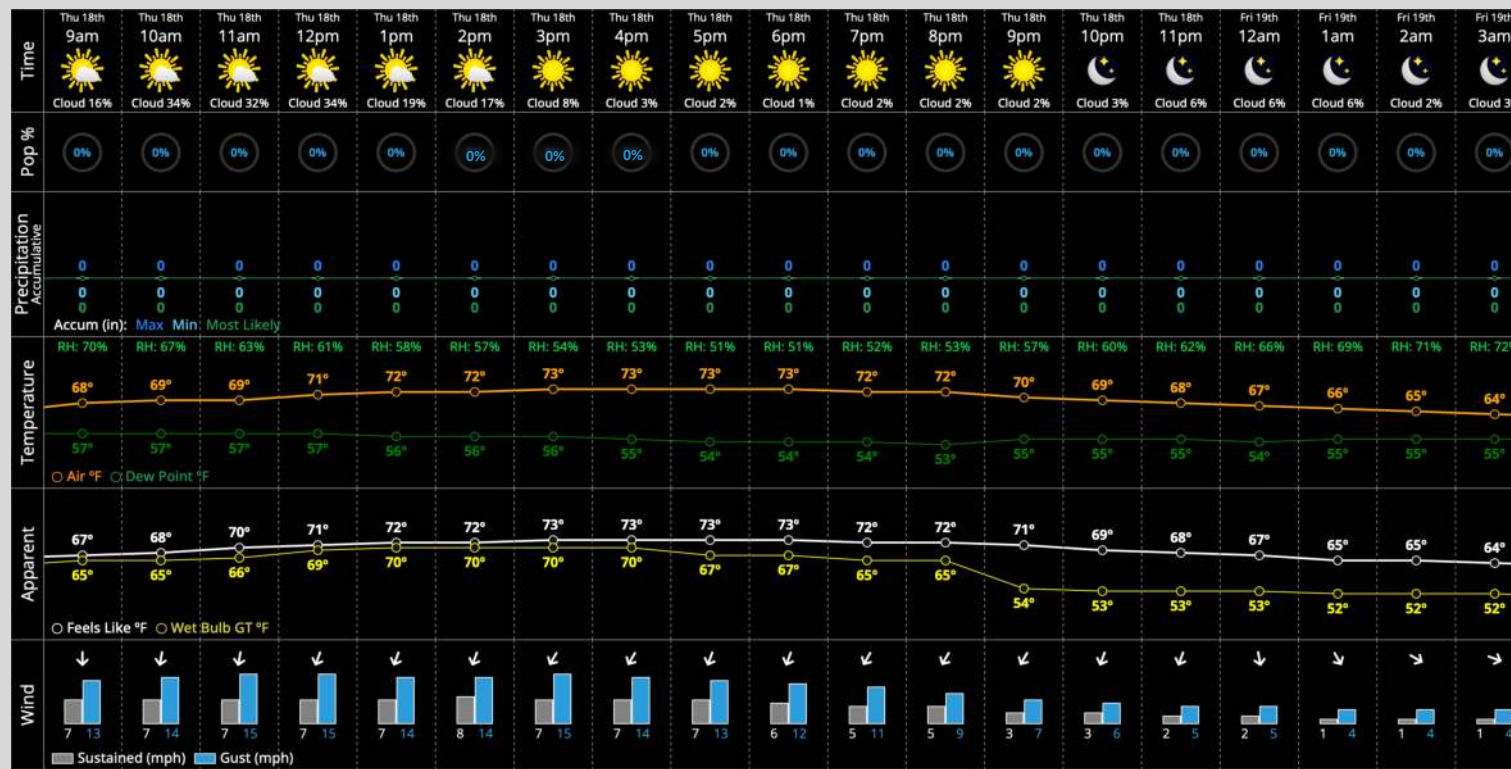 Thu 18th Thu 18th Thu 18th Thu 18th Thu 18th Thu 18th Thu 18th Thu 18th Thu 18th Thu 18th Thu 18th Thu 18th Thu 18th Thu 18th Thu 18th Fri 19th Fri 19th Fri 19th Fri 19th
Time 9am 10am 11am 12pm 1pm 2pm 3pm 4pm 5pm 6pm 7pm 8pm 9pm 10pm 11pm 12am 1am 2am 3am
Cloud 16% Cloud 34% Cloud 32% Cloud 34% Cloud 19% Cloud 17% Cloud 8% Cloud 3% Cloud 2% Cloud 1% Cloud 2% Cloud 2% Cloud 2% Cloud 3% Cloud 6% Cloud 6% Cloud 6% Cloud 2% Cloud 3
Pop % 0% 0% 0% 0% 0% 0% 0% 0% 0% 0% 0% 0% 0% 0% 0% 0% 0% 0% 0%
Precipitation
Accumulative
0 0 0 0 0 0 0 0 0 0 0 0 0 0 0 0 0 0 0
0 0 0 0 0 0 0 0 0 0 0 0 0 0 0 0 0 0 0
0 0 0 0 0 0 0 0 0 0 0 0 0 0 0 0 0 0 0
Accum (in): Max Min Most Likely
Temperature
RH: 70% RH: 67% RH: 63% RH: 61% RH: 58% RH: 57% RH: 54% RH: 53% RH: 51% RH: 51% RH: 52% RH: 53% RH: 57% RH: 60% RH: 62% RH: 66% RH: 69% RH: 71% RH: 72%
68° 69° 69° 71° 72° 72° 73° 73° 73° 73° 72° 72° 70° 69° 68° 67° 66° 65° 64°
57° 57° 57° 57° 56° 56° 56° 55° 54° 54° 54° 53° 55° 55° 55° 54° 55° 55° 55°
Air °F Dew Point °F
Apparent
67° 68° 70° 71° 72° 72° 73° 73° 73° 73° 72° 72° 71° 69° 68° 67° 65° 65° 64°
65° 65° 66° 69° 70° 70° 70° 70° 67° 67° 65° 65° 54° 53° 53° 53° 52° 52° 52°
Feels Like °F Wet Bulb GT °F
Wind
7 13 7 14 7 15 7 15 7 14 8 14 7 15 7 14 7 13 6 12 5 11 5 9 3 7 3 6 2 5 2 5 1 4 1 4 1 4
Sustained (mph) Gust (mph)